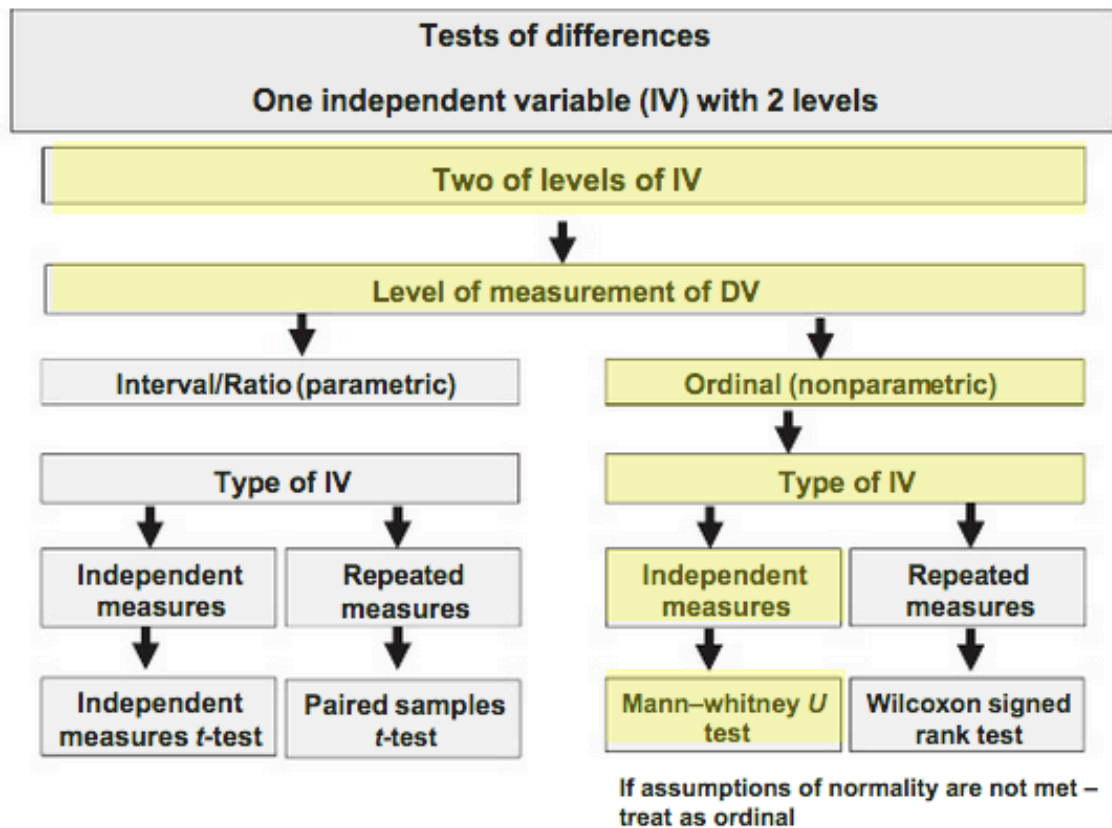 Tests of differences
One independent variable (IV) with 2 levels
Two of levels of IV
Level of measurement of DV
Interval/Ratio (parametric)
Ordinal (nonparametric)
Type of IV
Type of IV
Independent
measures
Repeated
measures
Independent
measures
Repeated
measures
Independent
measures t-test
Paired samples
t-test
Mann–whitney U
test
Wilcoxon signed
rank test
If assumptions of normality are not met –
treat as ordinal